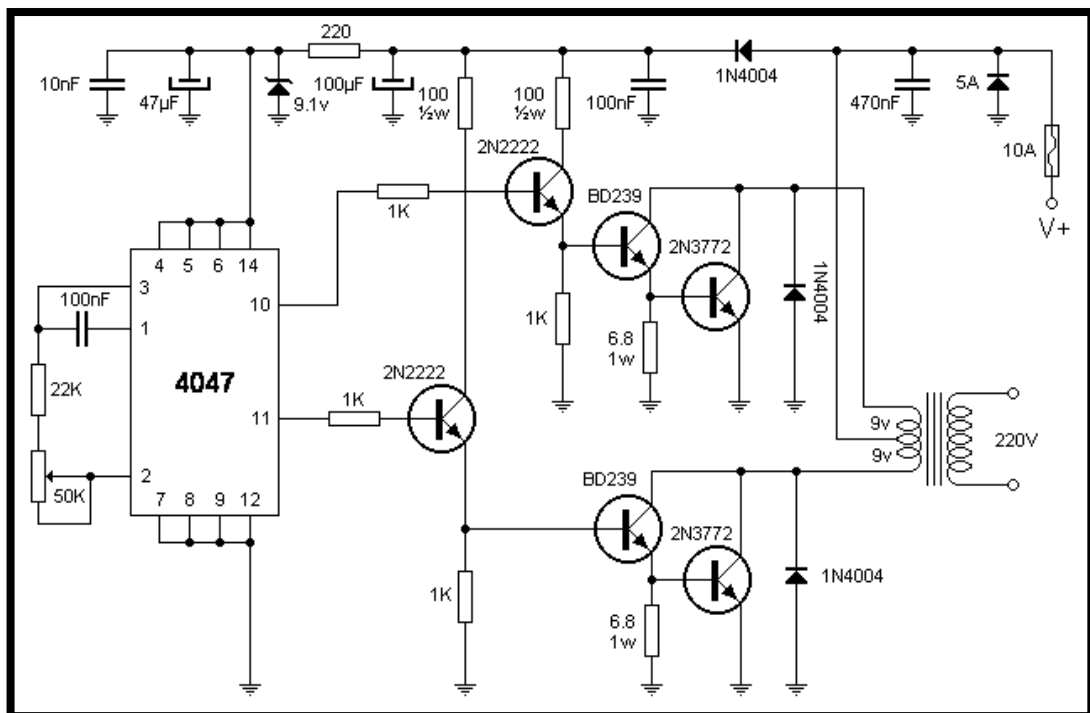 220
10nF
47µF
9.1v
100µF
100
½w
100
½w
100nF
1N4004
470nF
5A
10A
V+
2N2222
1K
BD239
2N3772
1N4004
4 5 6 14
3
100nF
1
10
1K
6.8
1w
22K
4047
2N2222
1K
11
50K
2
7 8 9 12
9v
9v
220V
BD239
2N3772
1K
6.8
1w
1N4004